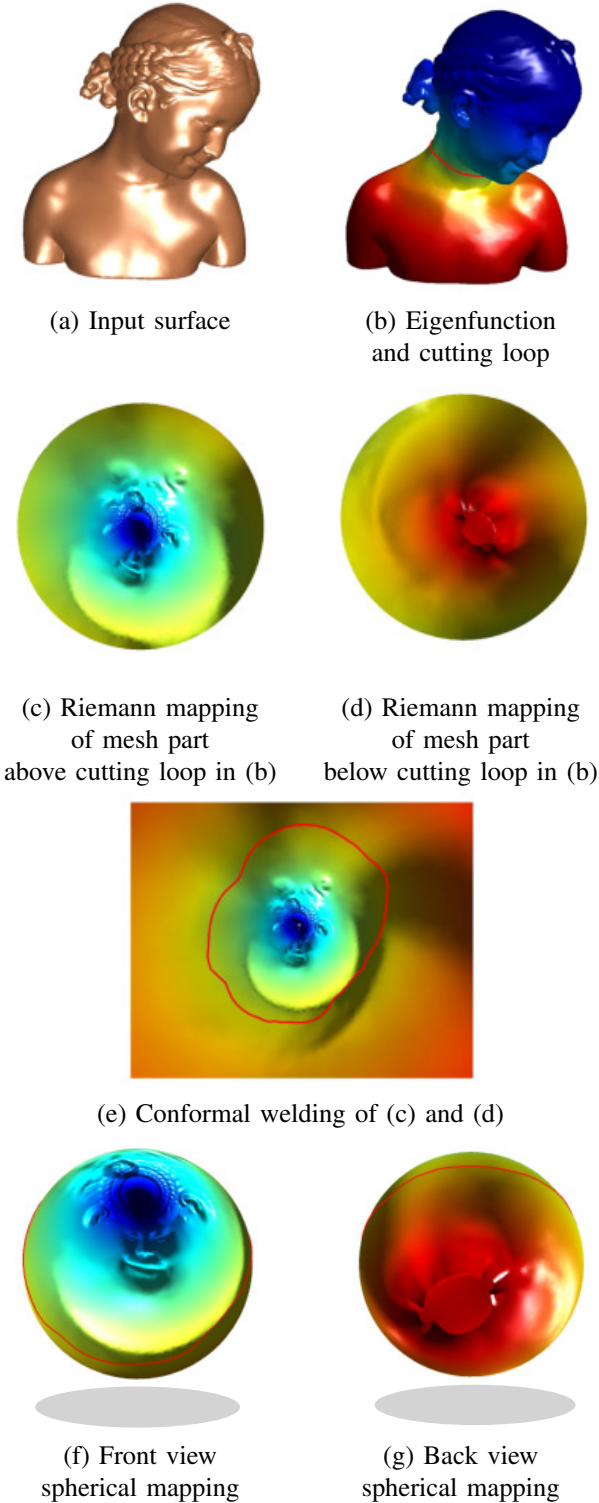 (a) Input surface
(b) Eigenfunction
and cutting loop
(c) Riemann mapping
of mesh part
above cutting loop in (b)
(d) Riemann mapping
of mesh part
below cutting loop in (b)
(e) Conformal welding of (c) and (d)
(f) Front view
spherical mapping
(g) Back view
spherical mapping